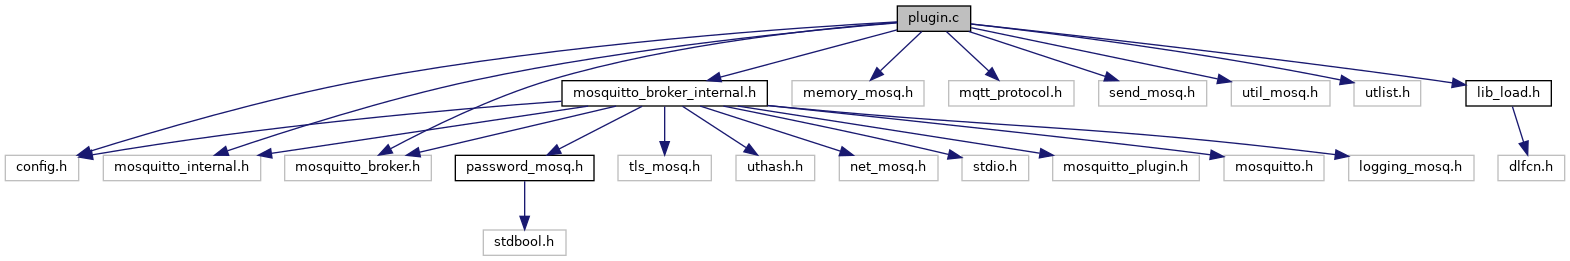 plugin.c
mosquitto_broker_internal.h
memory_mosq.h
mqtt_protocol.h
send_mosq.h
util_mosq.h
utlist.h
lib_load.h
config.h
mosquitto_internal.h
mosquitto_broker.h
password_mosq.h
tls_mosq.h
uthash.h
net_mosq.h
stdio.h
mosquitto_plugin.h
mosquitto.h
logging_mosq.h
dlfcn.h
stdbool.h